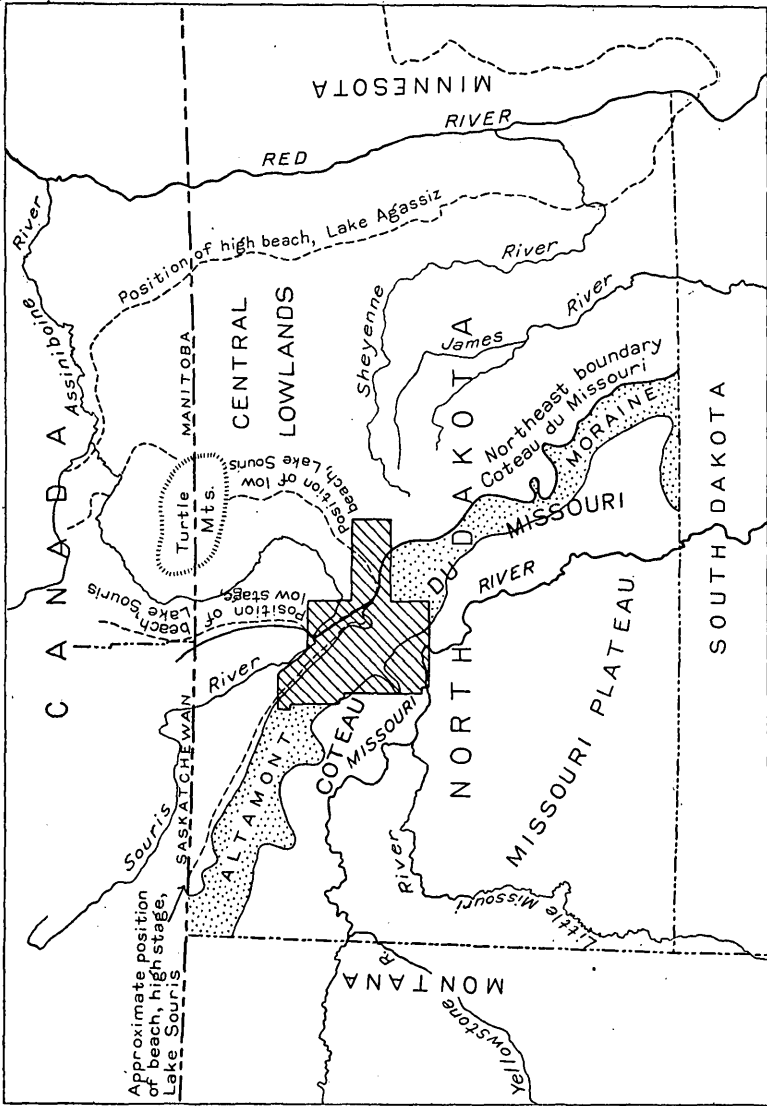 CANADA
Assiniboine
River
MANITOBA
SASKATCHEWAN
Souris
River
Turtle
Mts.
Approximate position
of beach, high stage,
Lake Souris
Position of low stage,
beach, Lake Souris
Position of low
beach, Lake Souris
Position of high beach, Lake Agassiz
CENTRAL
LOWLANDS
RED
RIVER
MINNESOTA
Sheyenne
River
James
River
ALTAMONT
MORAINE
COTEAU
DU
MISSOURI
Northeast boundary
Coteau du Missouri
MISSOURI
RIVER
NORTH DAKOTA
River
Little
Missouri
MISSOURI PLATEAU
MONTANA
Yellowstone
R.
SOUTH DAKOTA